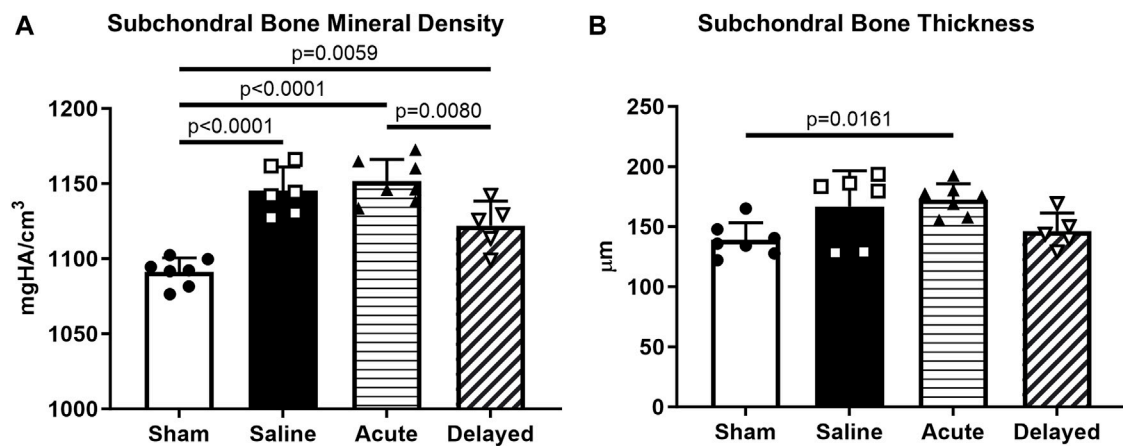 A Subchondral Bone Mineral Density
p=0.0059
p<0.0001
p=0.0080
p<0.0001
mgHA/cm³
1200
1150
1100
1050
1000
Sham Saline Acute Delayed
B Subchondral Bone Thickness
p=0.0161
μm
250
200
150
100
50
0
Sham Saline Acute Delayed